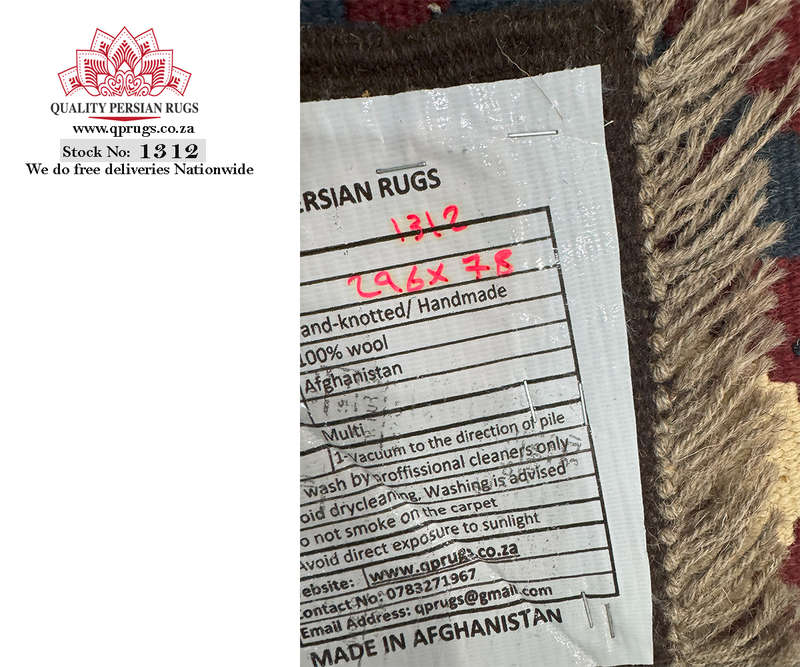 QUALITY PERSIAN RUGS
www.qprugs.co.za
Stock No: 1312
We do free deliveries Nationwide
RSIAN RUGS
1312
296 x 78
and-knotted/ Handmade
100% wool
Afghanistan
Multi
1-Vacuum to the direction of pile
wash by proffissional cleaners only
oid drycleaning, Washing is advised
o not smoke on the carpet
Avoid direct exposure to sunlight
ebsite: www.qprugs.co.za
ontact No: 0783271967
Email Address: qprugs@gmail.com
MADE IN AFGHANISTAN